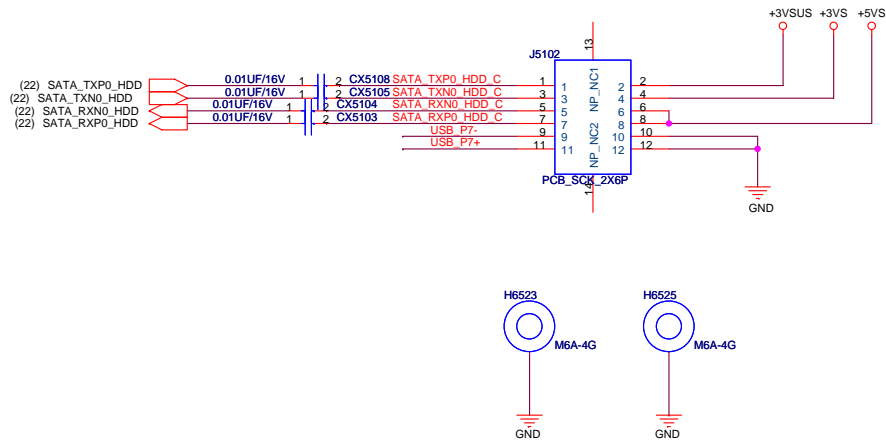 +3VSUS +3VS +5VS
13
J5102
(22) SATA_TXP0_HDD 0.01UF/16V 1 2 CX5108 SATA_TXP0_HDD_C 1 1 NP_NC1 2 2
(22) SATA_TXN0_HDD 0.01UF/16V 1 2 CX5105 SATA_TXN0_HDD_C 3 3 4 4
(22) SATA_RXN0_HDD 0.01UF/16V 1 2 CX5104 SATA_RXN0_HDD_C 5 5 6 6
(22) SATA_RXP0_HDD 0.01UF/16V 1 2 CX5103 SATA_RXP0_HDD_C 7 7 NP_NC2 8 8
USB_P7- 9 9 10 10
USB_P7+ 11 11 12 12
PCB_SCK_2X6P
14
GND
H6523 H6525
M6A-4G M6A-4G
GND GND